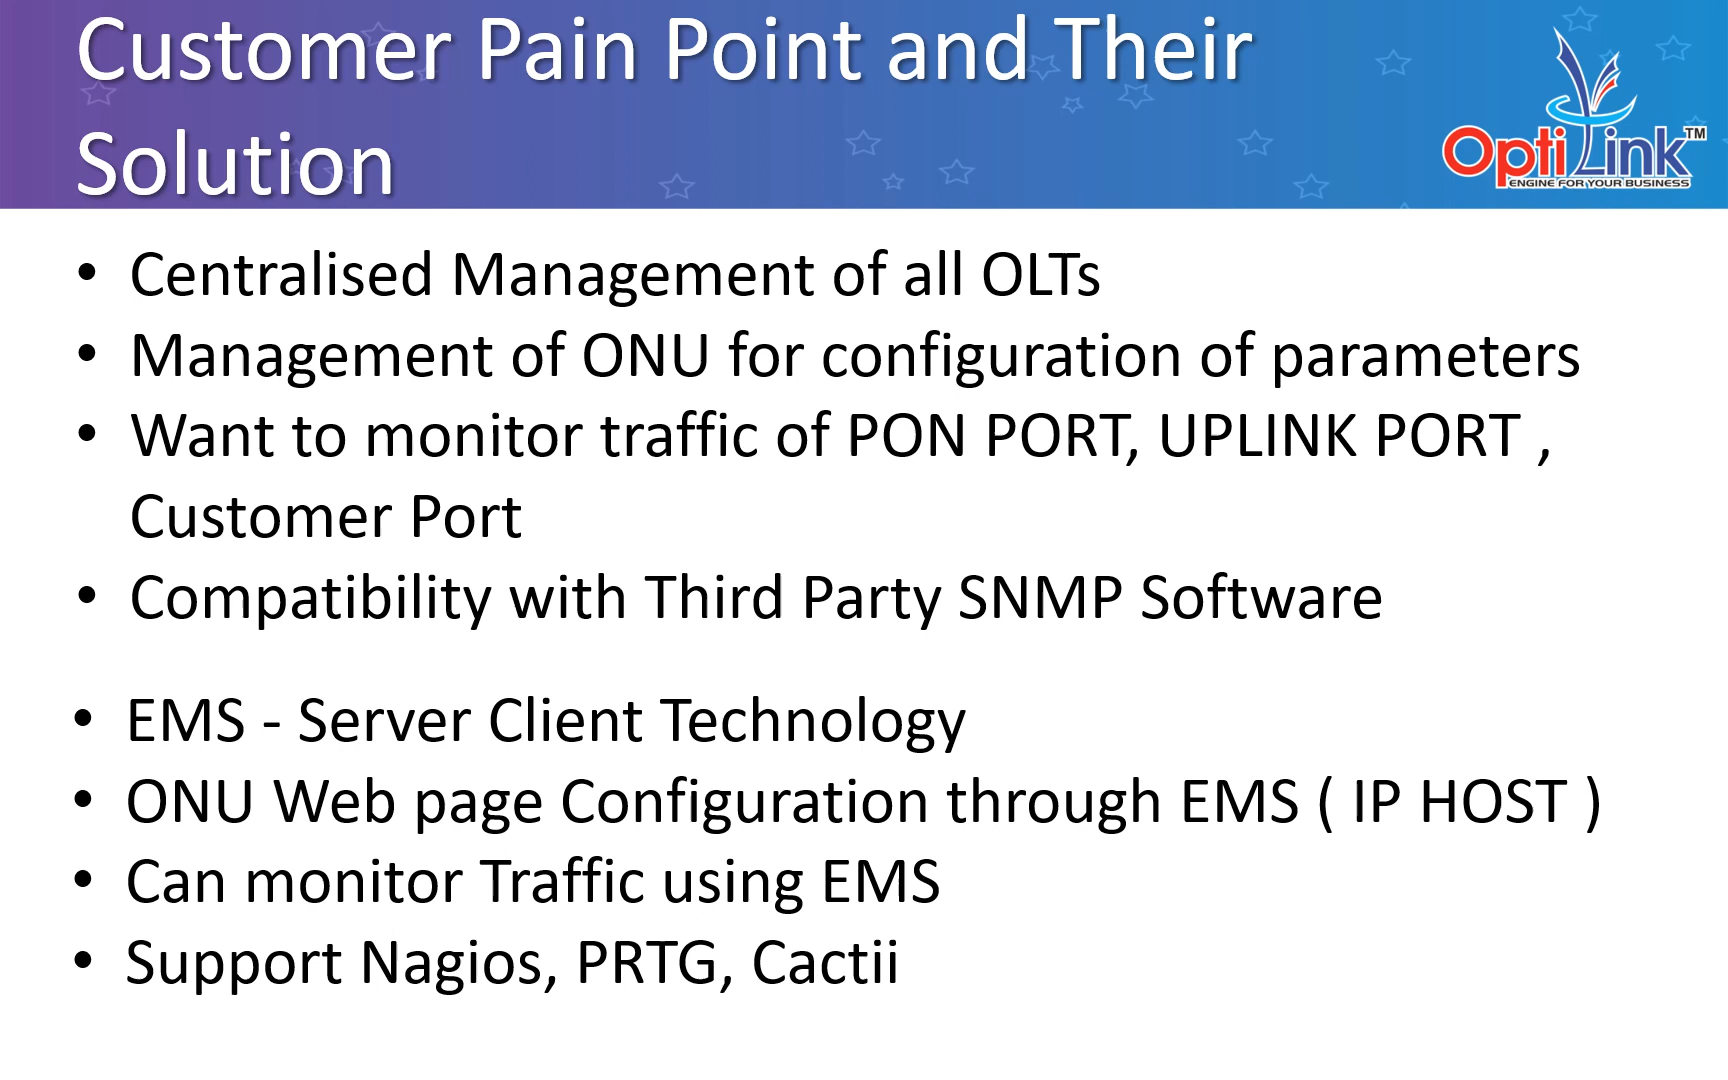 Customer Pain Point and Their
Solution
OptiLink™
ENGINE FOR YOUR BUSINESS
• Centralised Management of all OLTs
• Management of ONU for configuration of parameters
• Want to monitor traffic of PON PORT, UPLINK PORT ,
Customer Port
• Compatibility with Third Party SNMP Software
• EMS - Server Client Technology
• ONU Web page Configuration through EMS ( IP HOST )
• Can monitor Traffic using EMS
• Support Nagios, PRTG, Cactii